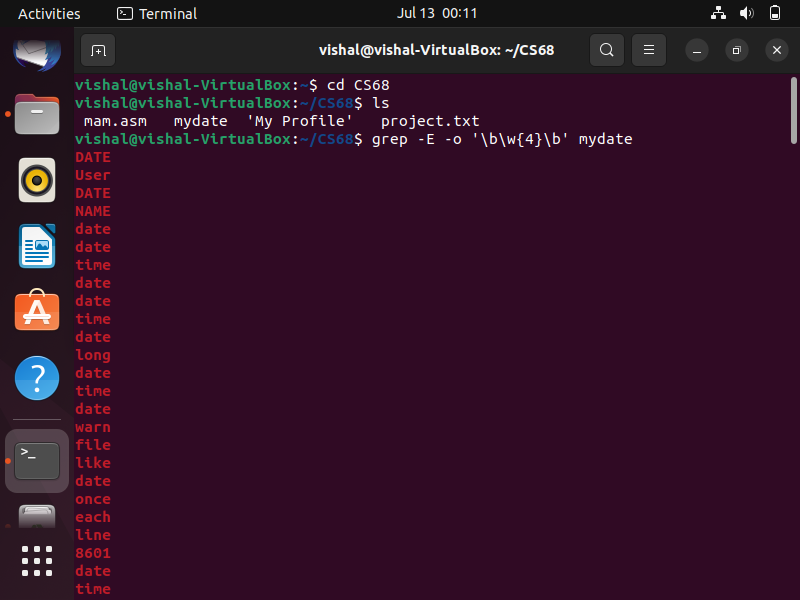 Activities
Terminal
Jul 13 00:11
vishal@vishal-VirtualBox: ~/CS68
vishal@vishal-VirtualBox:~$ cd CS68
vishal@vishal-VirtualBox:~/CS68$ ls
mam.asm mydate 'My Profile' project.txt
vishal@vishal-VirtualBox:~/CS68$ grep -E -o '\b\w{4}\b' mydate
DATE
User
DATE
NAME
date
date
time
date
date
time
date
long
date
time
date
warn
file
like
date
once
each
line
8601
date
time